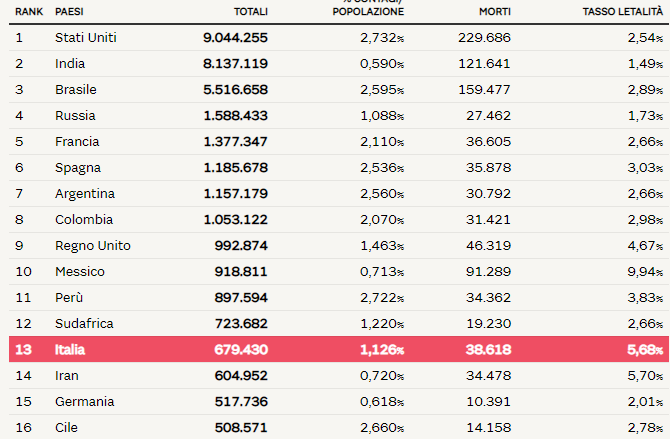 % CONTAGI/
RANK PAESI TOTALI POPOLAZIONE MORTI TASSO LETALITÀ
1 Stati Uniti 9.044.255 2,732% 229.686 2,54%
2 India 8.137.119 0,590% 121.641 1,49%
3 Brasile 5.516.658 2,595% 159.477 2,89%
4 Russia 1.588.433 1,088% 27.462 1,73%
5 Francia 1.377.347 2,110% 36.605 2,66%
6 Spagna 1.185.678 2,536% 35.878 3,03%
7 Argentina 1.157.179 2,560% 30.792 2,66%
8 Colombia 1.053.122 2,070% 31.421 2,98%
9 Regno Unito 992.874 1,463% 46.319 4,67%
10 Messico 918.811 0,713% 91.289 9,94%
11 Perù 897.594 2,722% 34.362 3,83%
12 Sudafrica 723.682 1,220% 19.230 2,66%
13 Italia 679.430 1,126% 38.618 5,68%
14 Iran 604.952 0,720% 34.478 5,70%
15 Germania 517.736 0,618% 10.391 2,01%
16 Cile 508.571 2,660% 14.158 2,78%